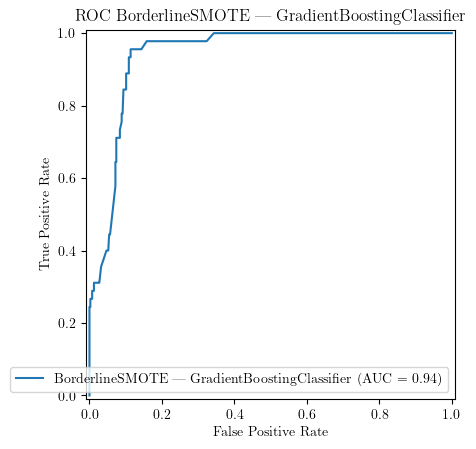 ROC BorderlineSMOTE — GradientBoostingClassifier
1.0
0.8
0.6
0.4
0.2
0.0
True Positive Rate
BorderlineSMOTE — GradientBoostingClassifier (AUC = 0.94)
0.0 0.2 0.4 0.6 0.8 1.0
False Positive Rate